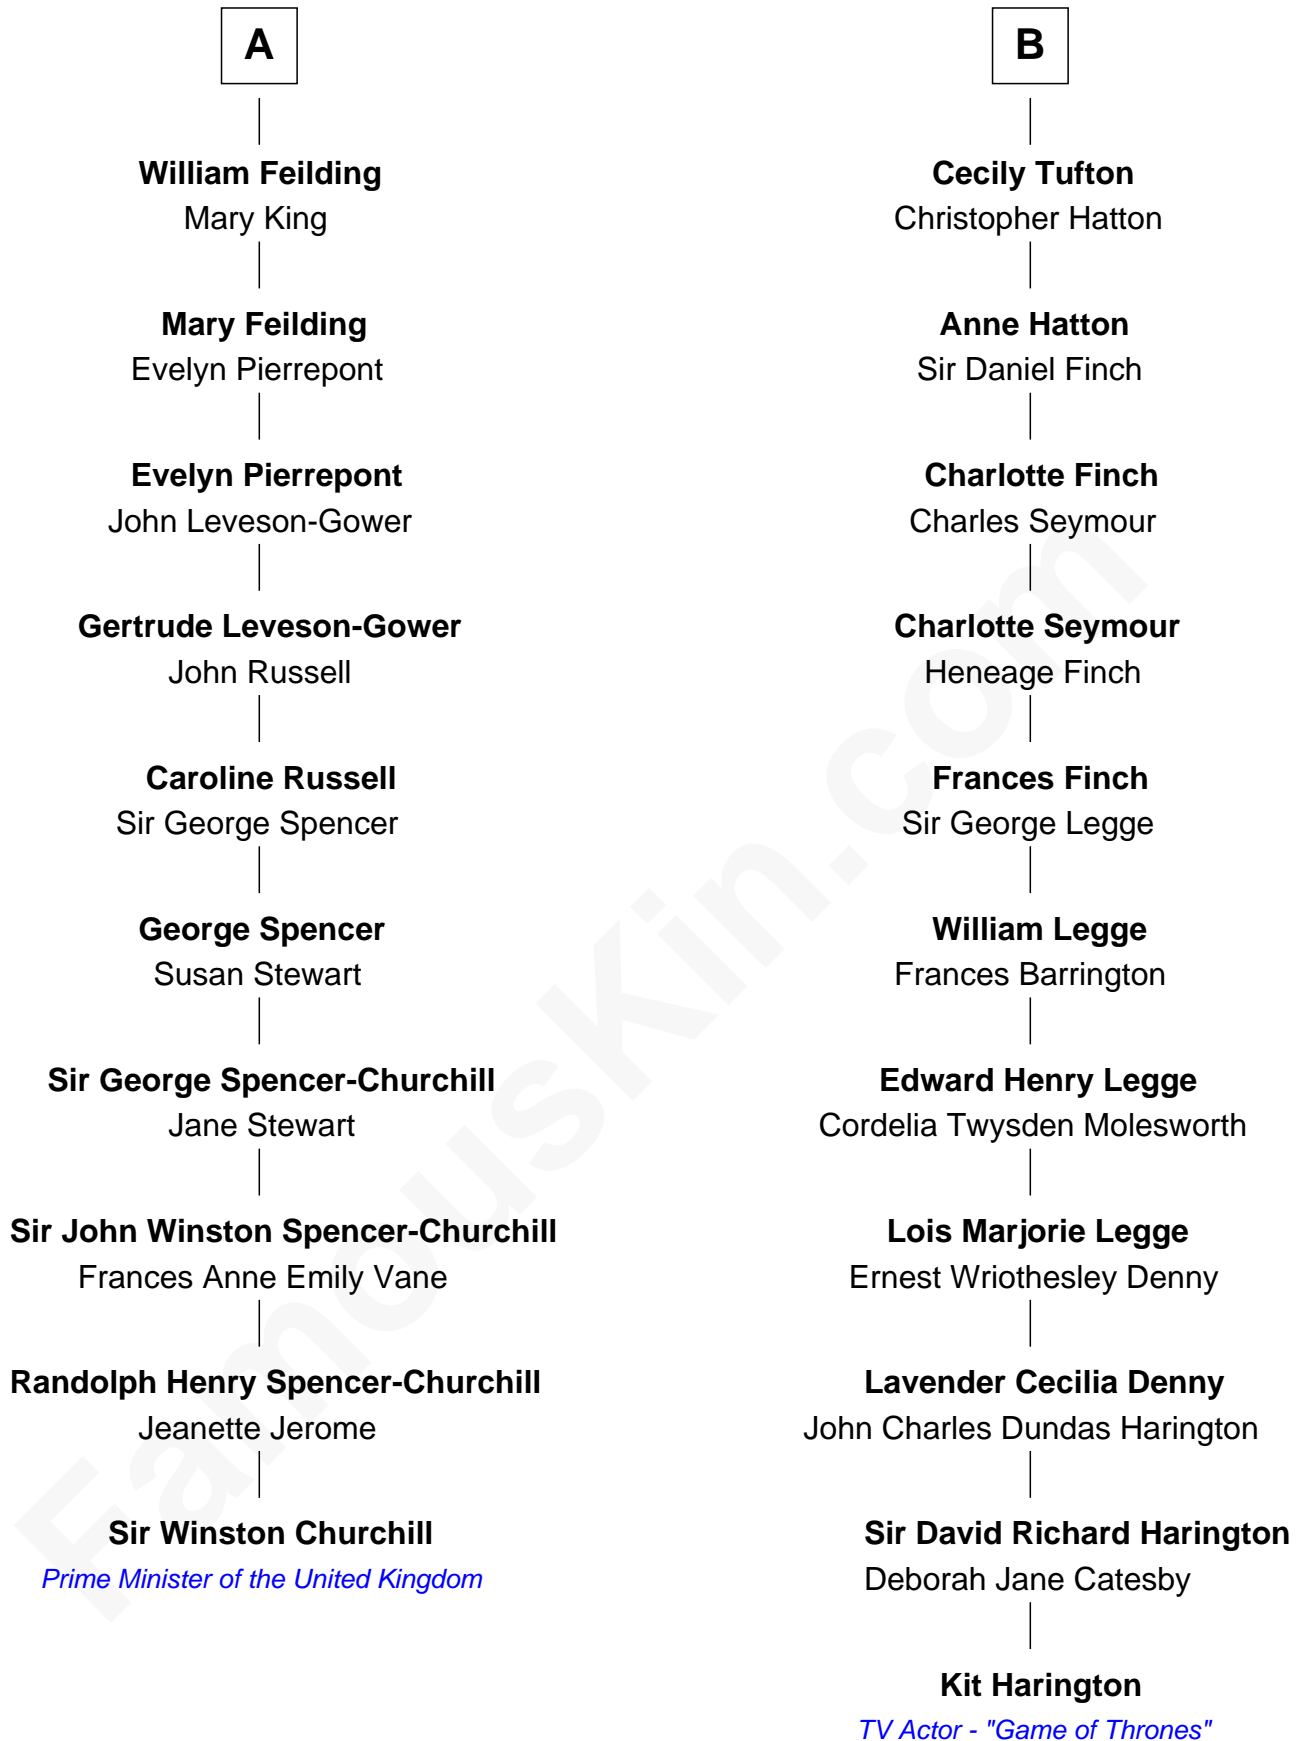 A
William Feilding
Mary King
Mary Feilding
Evelyn Pierrepont
Evelyn Pierrepont
John Leveson-Gower
Gertrude Leveson-Gower
John Russell
Caroline Russell
Sir George Spencer
George Spencer
Susan Stewart
Sir George Spencer-Churchill
Jane Stewart
Sir John Winston Spencer-Churchill
Frances Anne Emily Vane
Randolph Henry Spencer-Churchill
Jeanette Jerome
Sir Winston Churchill
Prime Minister of the United Kingdom
B
Cecily Tufton
Christopher Hatton
Anne Hatton
Sir Daniel Finch
Charlotte Finch
Charles Seymour
Charlotte Seymour
Heneage Finch
Frances Finch
Sir George Legge
William Legge
Frances Barrington
Edward Henry Legge
Cordelia Twysden Molesworth
Lois Marjorie Legge
Ernest Wriothesley Denny
Lavender Cecilia Denny
John Charles Dundas Harington
Sir David Richard Harington
Deborah Jane Catesby
Kit Harington
TV Actor - "Game of Thrones"
FamousKin.com